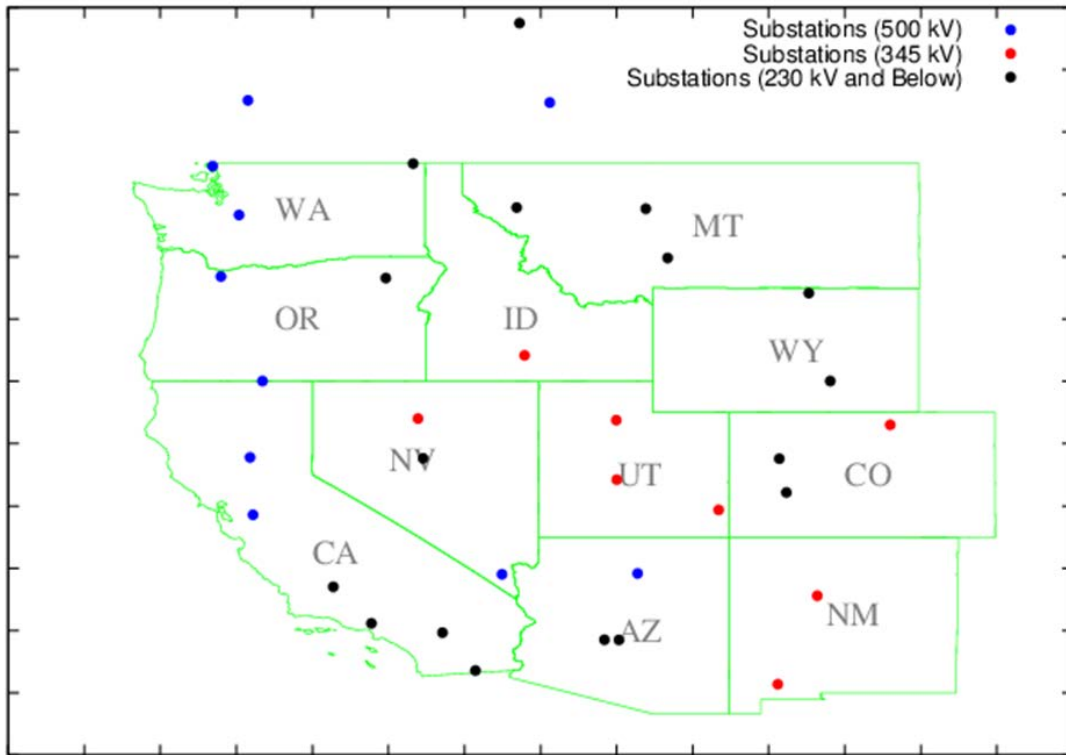 Substations (500 kV)
Substations (345 kV)
Substations (230 kV and Below)
WA
MT
OR
ID
WY
NV
UT
CO
CA
AZ
NM